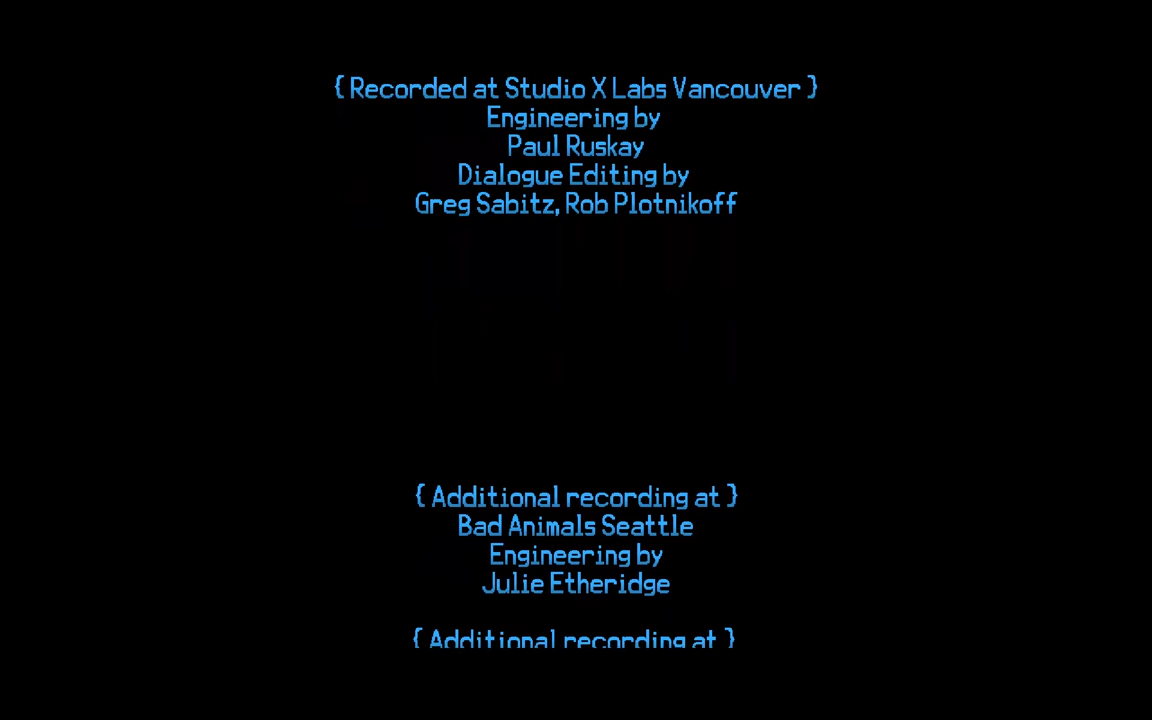 { Recorded at Studio X Labs Vancouver }
Engineering by
Paul Ruskay
Dialogue Editing by
Greg Sabitz, Rob Plotnikoff
{ Additional recording at }
Bad Animals Seattle
Engineering by
Julie Etheridge
{ Additional recording at }